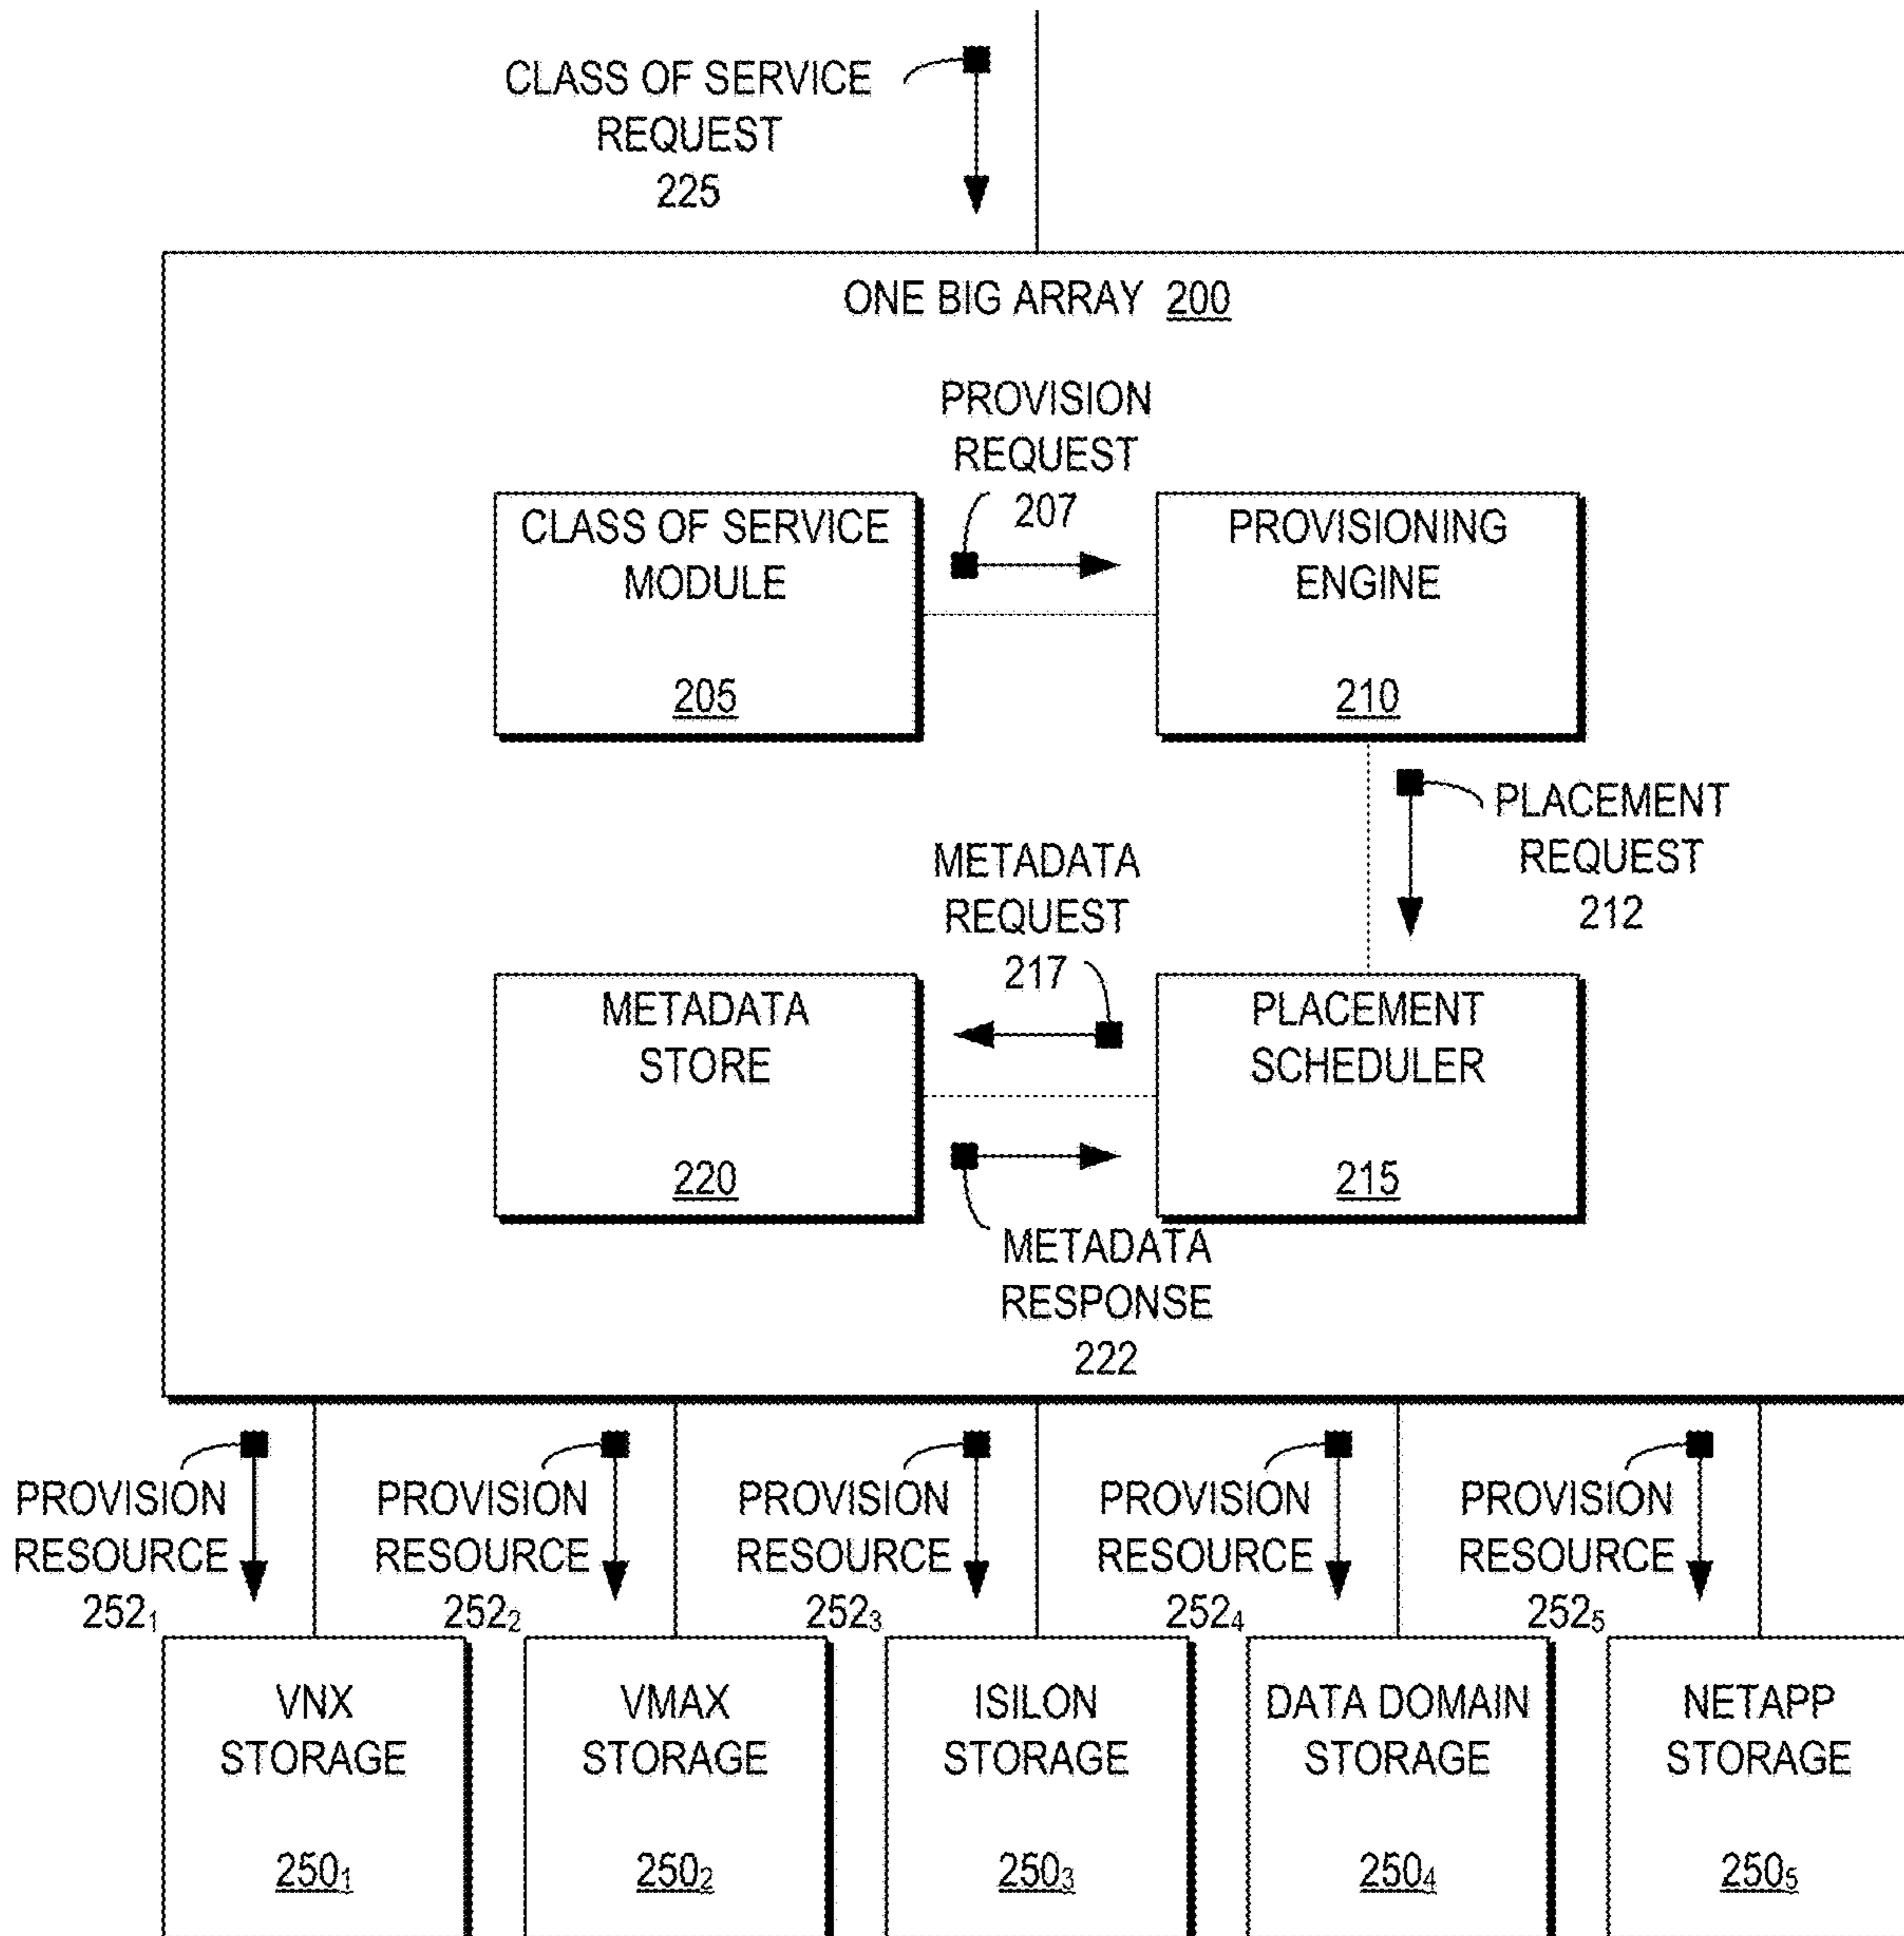 CLASS OF SERVICE
REQUEST
225
ONE BIG ARRAY 200
PROVISION
REQUEST
207
CLASS OF SERVICE
MODULE
205
PROVISIONING
ENGINE
210
PLACEMENT
REQUEST
212
METADATA
REQUEST
217
METADATA
STORE
220
PLACEMENT
SCHEDULER
215
METADATA
RESPONSE
222
PROVISION
RESOURCE
252₁
PROVISION
RESOURCE
252₂
PROVISION
RESOURCE
252₃
PROVISION
RESOURCE
252₄
PROVISION
RESOURCE
252₅
VNX
STORAGE
250₁
VMAX
STORAGE
250₂
ISILON
STORAGE
250₃
DATA DOMAIN
STORAGE
250₄
NETAPP
STORAGE
250₅